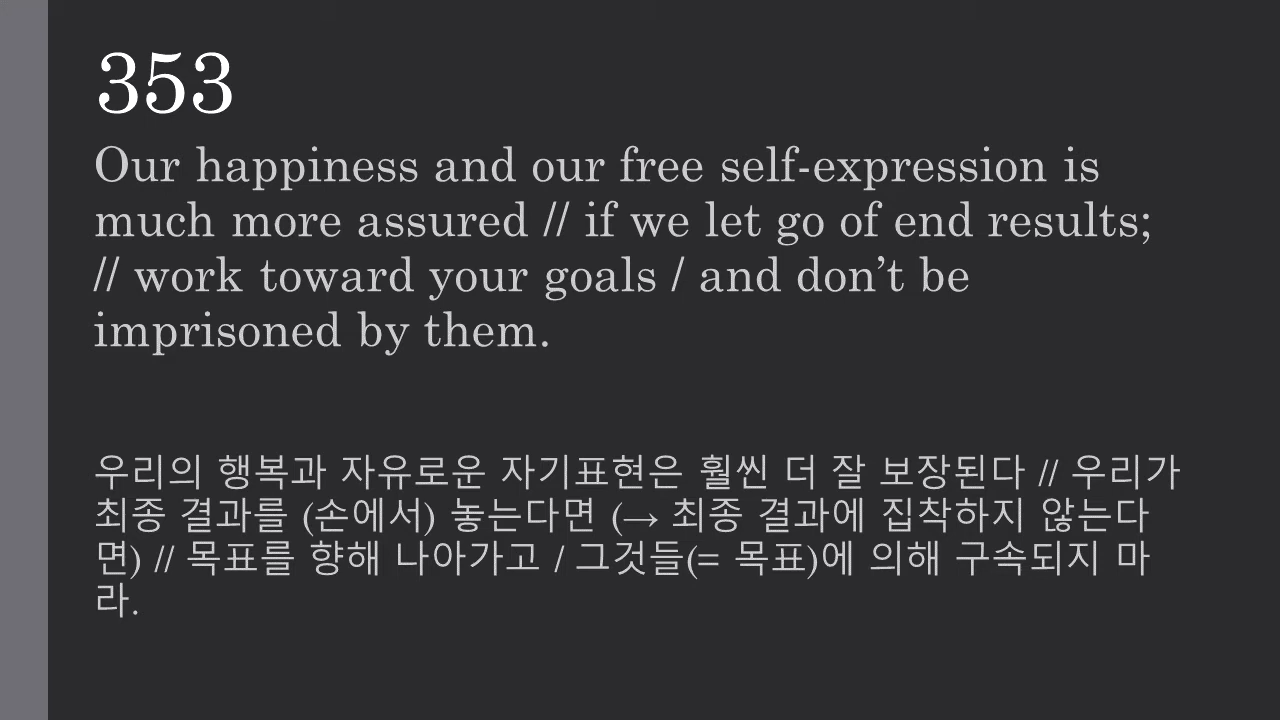 353
Our happiness and our free self-expression is
much more assured // if we let go of end results;
// work toward your goals / and don’t be
imprisoned by them.
우리의 행복과 자유로운 자기표현은 훨씬 더 잘 보장된다 // 우리가
최종 결과를 (손에서) 놓는다면 (→ 최종 결과에 집착하지 않는다
면) // 목표를 향해 나아가고 / 그것들(= 목표)에 의해 구속되지 마
라.